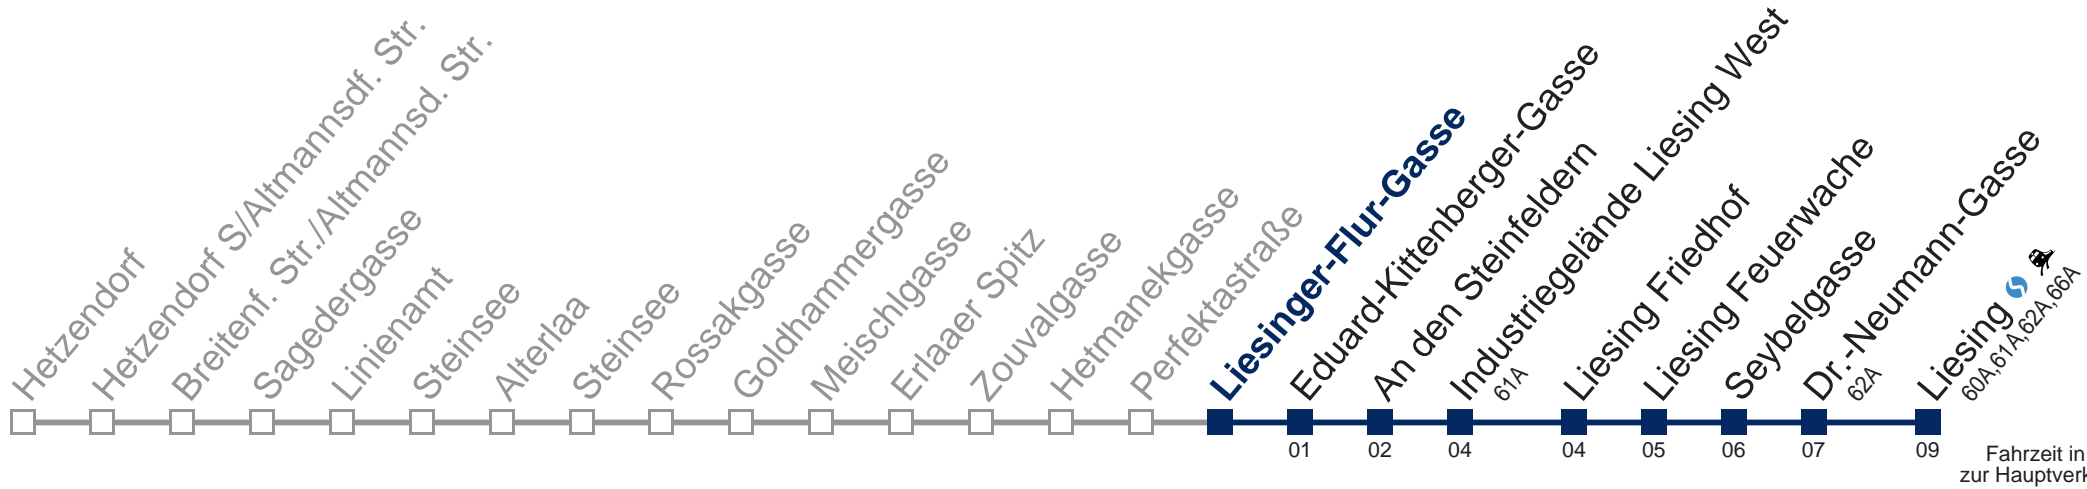 Hetzendorf
Hetzendorf S//Altmannsdf. Str.
Breitenf. Str./Altmannsd. Str.
Sagedergasse
Linienamt
Steinsee
Alterlaa
Steinsee
Rossakgasse
Goldhammergasse
Meischlgasse
Erlaaer Spitz
Zouvalgasse
Hetmanekgasse
Perfektastraße
Liesinger-Flur-Gasse
Eduard-Kittenberger-Gasse
An den Steinfeldern
Industriegelände Liesing West
61A
Liesing Friedhof
Liesing Feuerwache
Seybelgasse
Dr.-Neumann-Gasse
62A
Liesing
60A,61A,62A,66A
01 02 04 04 05 06 07 09
Fahrzeit in
zur Hauptverk